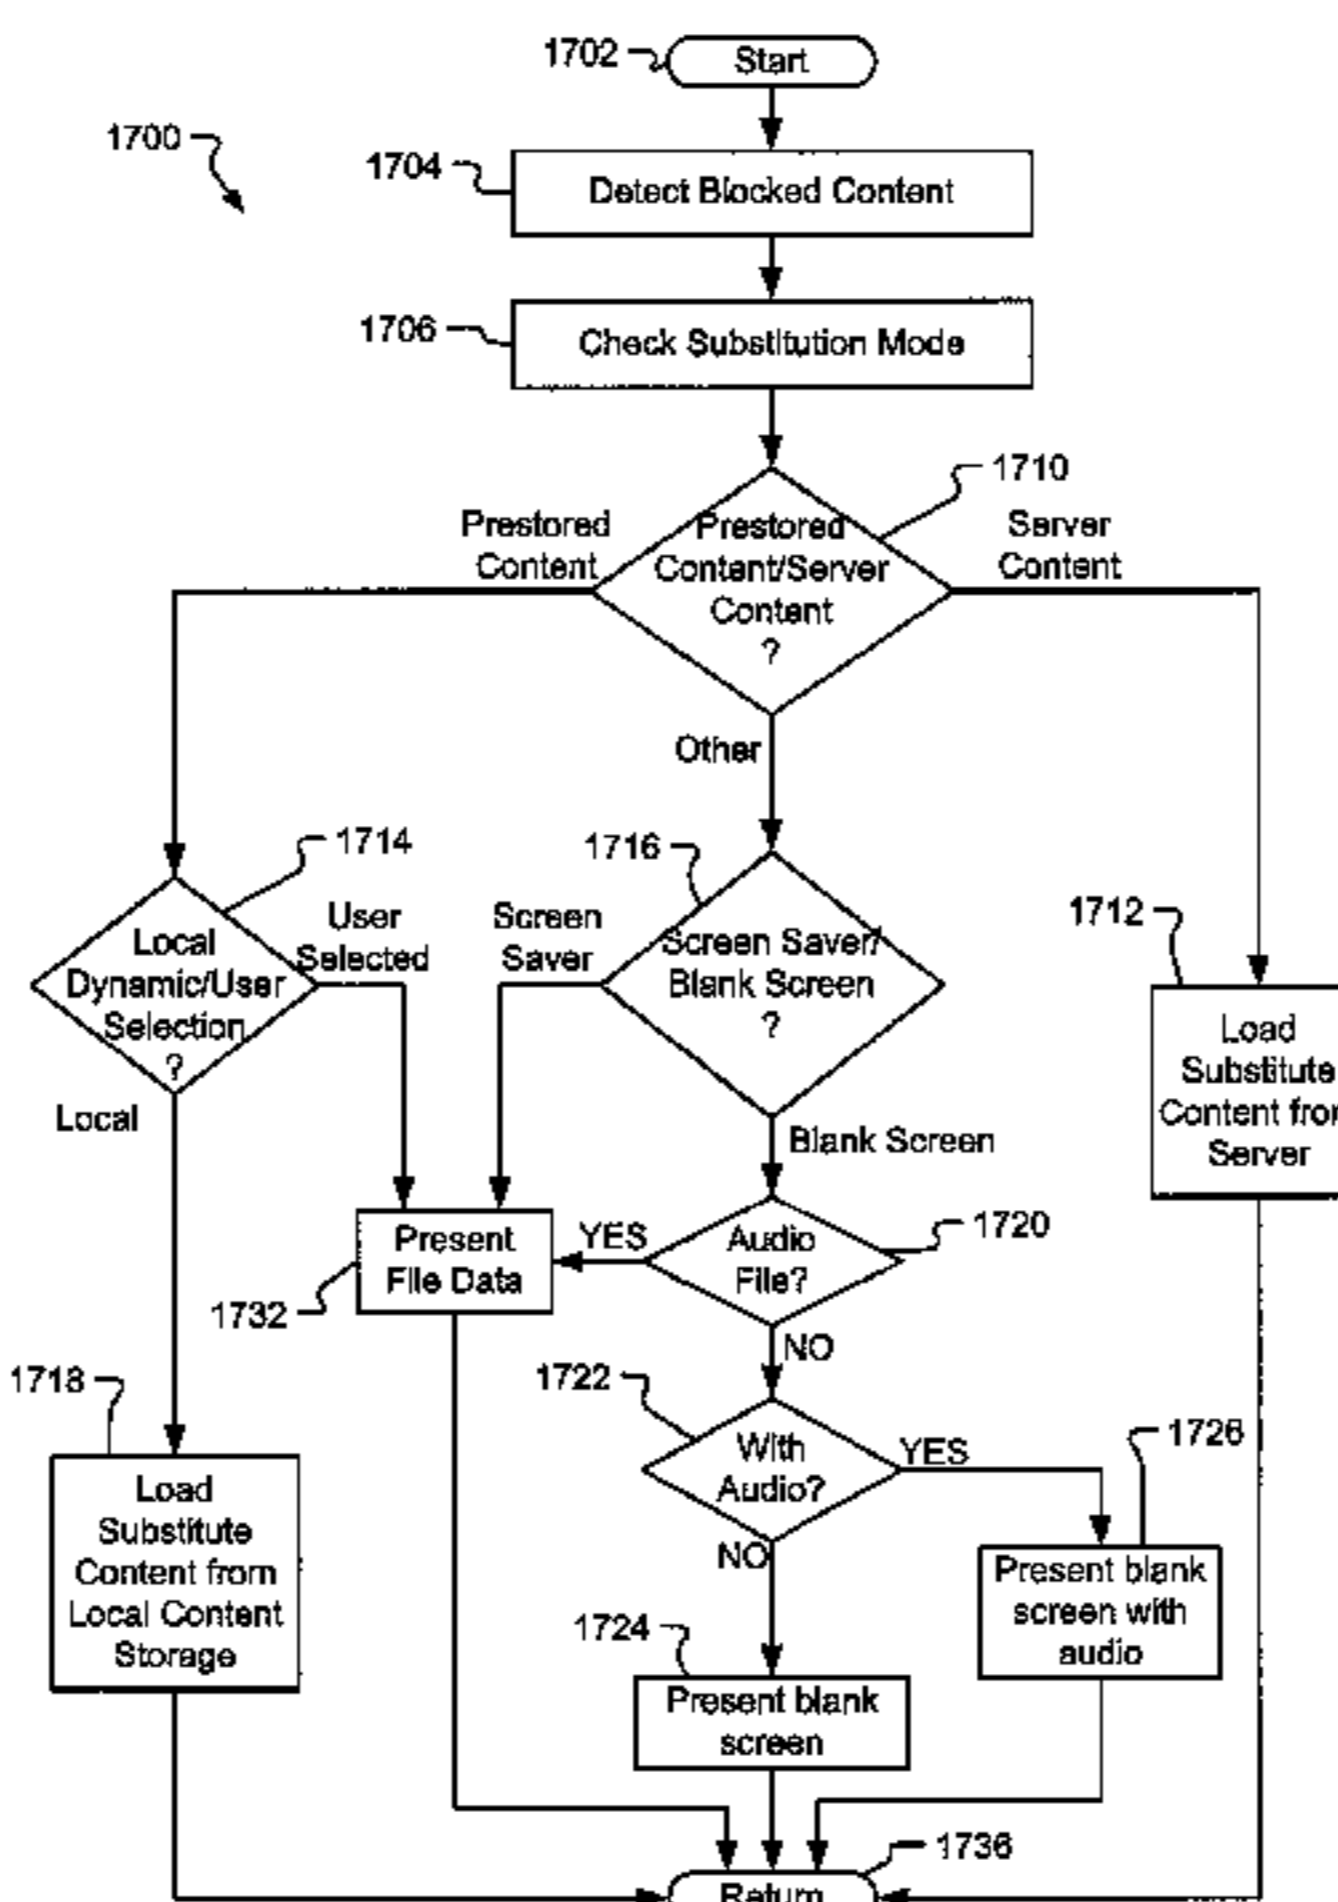 1702
Start
1700
1704
Detect Blocked Content
1706
Check Substitution Mode
1710
Prestored
Content
Prestored
Content/Server
Content
?
Server
Content
Other
1714
1716
1712
Local
Dynamic/User
Selection
?
User
Selected
Screen
Saver
Screen Saver/
Blank Screen
?
Load
Substitute
Content from
Server
Local
Blank Screen
Present
File Data
1732
YES
Audio
File?
1720
NO
1718
1722
With
Audio?
YES
1726
Load
Substitute
Content from
Local Content
Storage
NO
Present blank
screen with
audio
1724
Present blank
screen
1736
Return